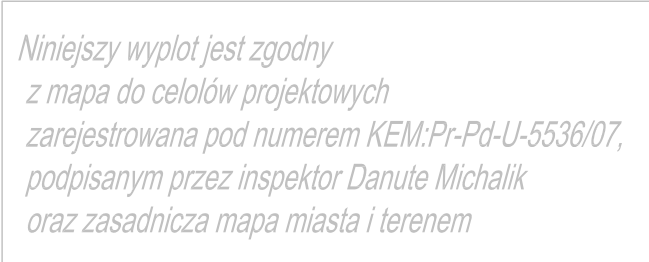 Niniejszy wyplot jest zgodny
z mapa do celolów projektowych
zarejestrowana pod numerem KEM:Pr-Pd-U-5536/07,
podpisanym przez inspektor Danute Michalik
oraz zasadnicza mapa miasta i terenem